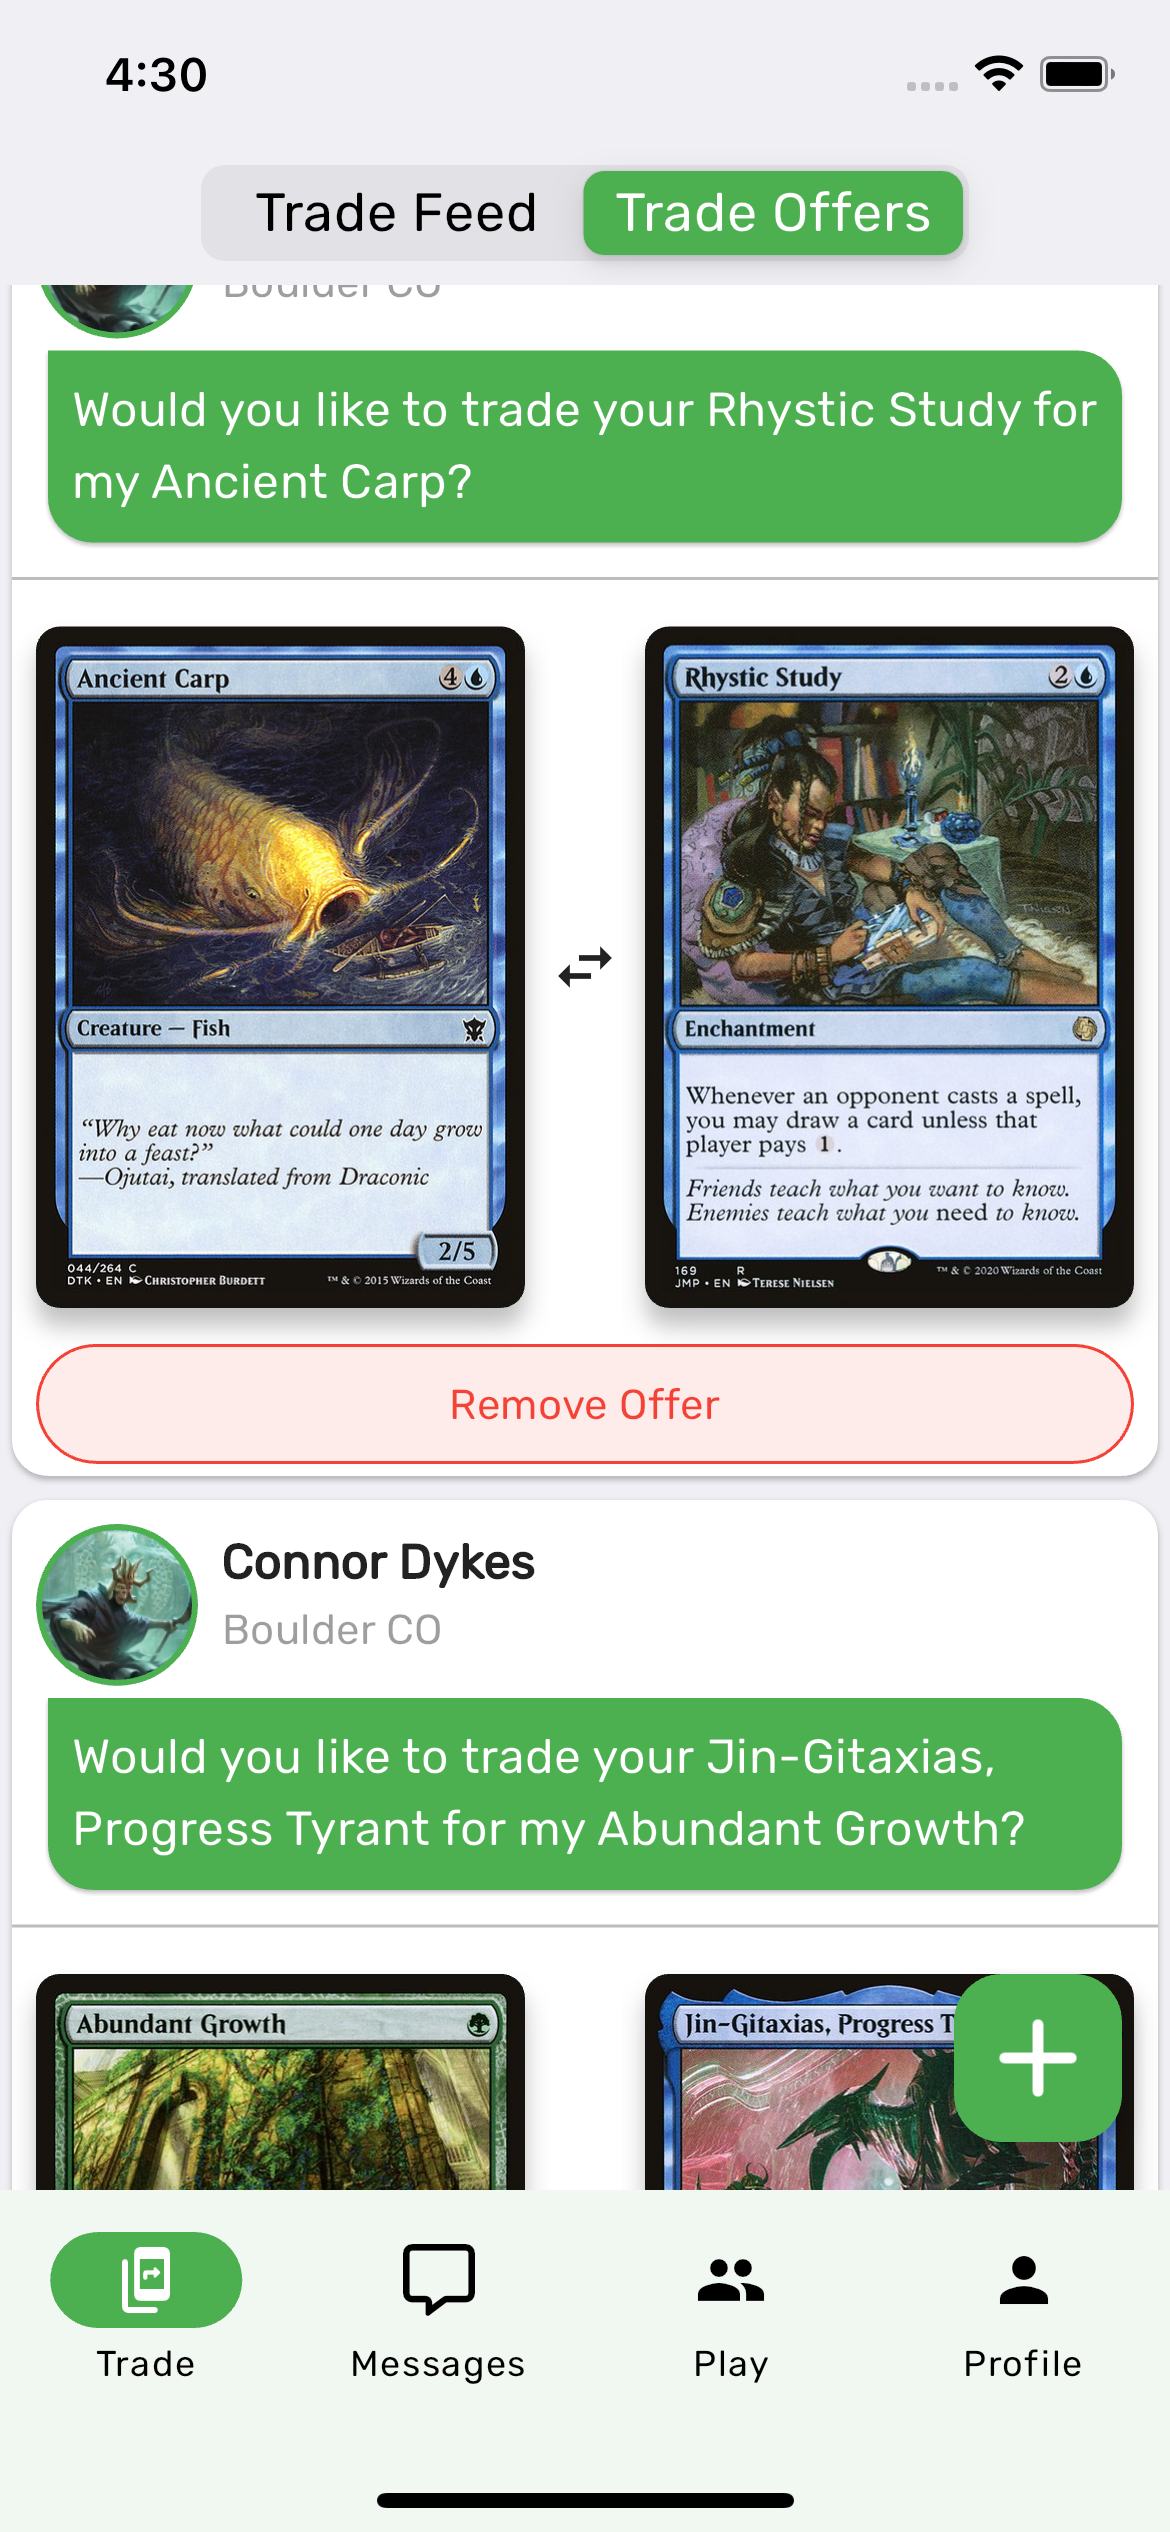 4:30
Trade Feed
Trade Offers
Boulder CO
Would you like to trade your Rhystic Study for
my Ancient Carp?
Ancient Carp 4
Creature — Fish
“Why eat now what could one day grow
into a feast?”
—Ojutai, translated from Draconic
2/5
044/264 C
DTK • EN CHRISTOPHER BURDETT
™ & © 2015 Wizards of the Coast
Rhystic Study 2
Enchantment
Whenever an opponent casts a spell,
you may draw a card unless that
player pays 1.
Friends teach what you want to know.
Enemies teach what you need to know.
169 R
JMP • EN TERESE NIELSEN
™ & © 2020 Wizards of the Coast
Remove Offer
Connor Dykes
Boulder CO
Would you like to trade your Jin-Gitaxias,
Progress Tyrant for my Abundant Growth?
Abundant Growth
Jin-Gitaxias, Progress T
Trade
Messages
Play
Profile